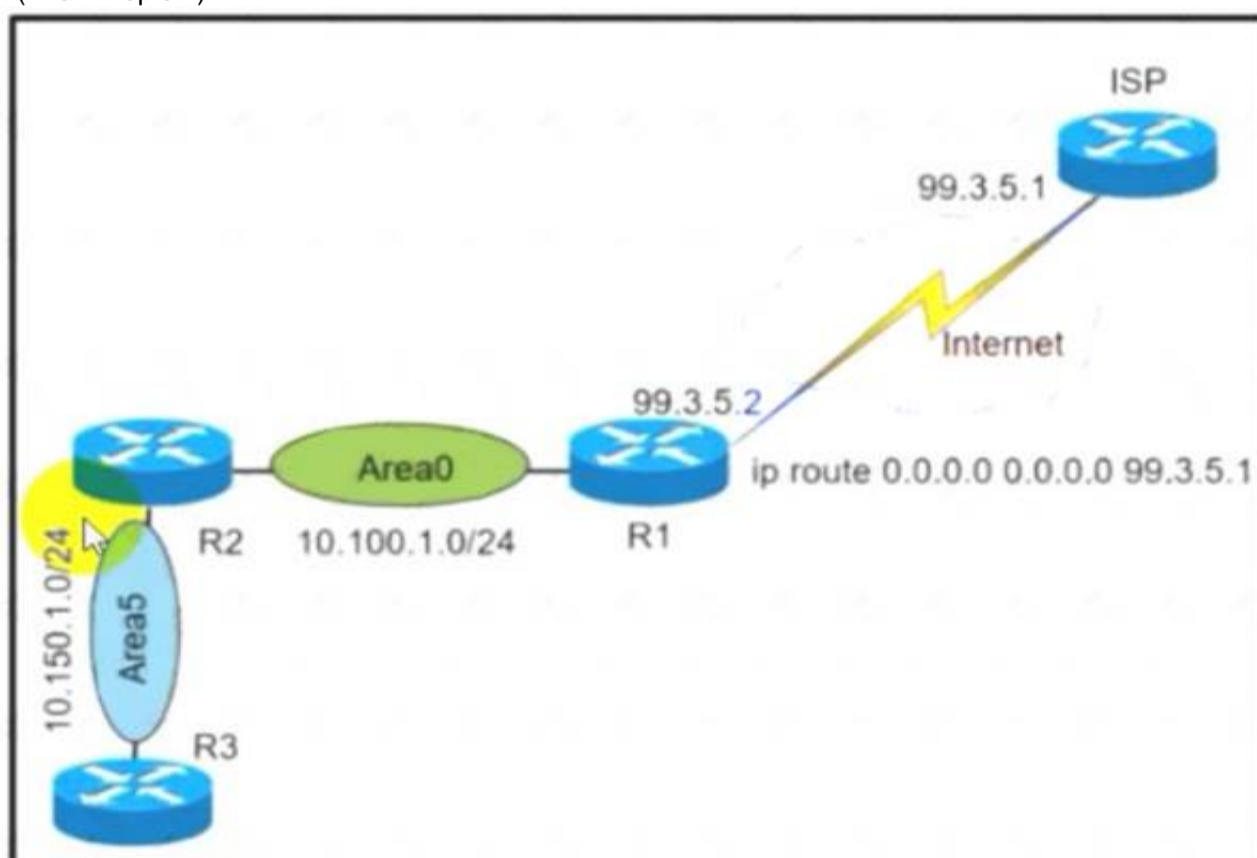 ISP
99.3.5.1
Internet
99.3.5.2
Area0
ip route 0.0.0.0 0.0.0.0 99.3.5.1
R2
10.100.1.0/24
R1
10.150.1.0/24
Area5
R3